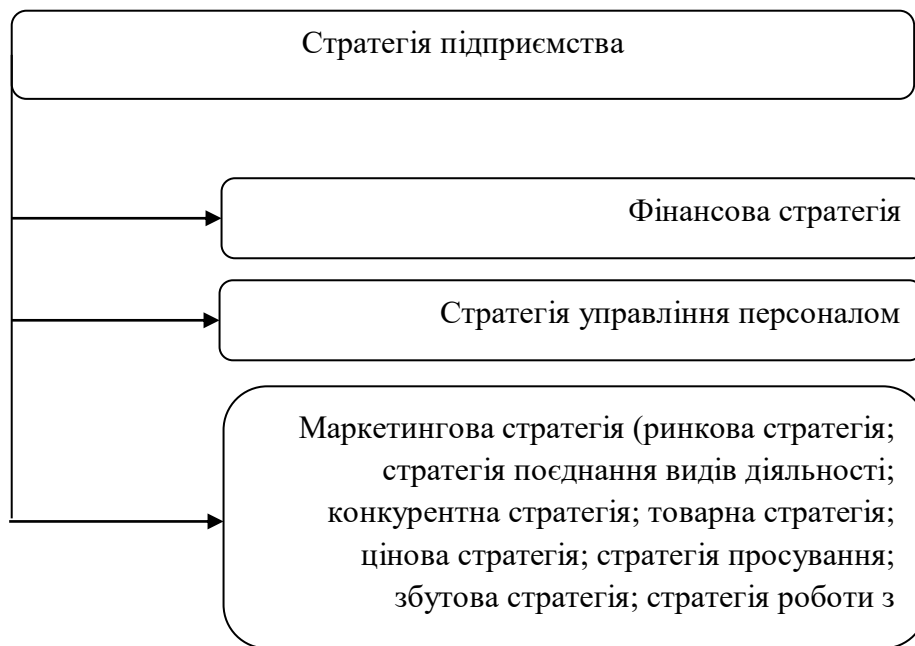 Стратегія підприємства
Фінансова стратегія
Стратегія управління персоналом
Маркетингова стратегія (ринкова стратегія;
стратегія поєднання видів діяльності;
конкурентна стратегія; товарна стратегія;
цінова стратегія; стратегія просування;
збутова стратегія; стратегія роботи з